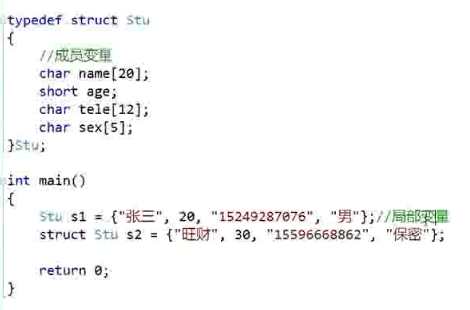 typedef struct Stu
{
//成员变量
char name[20];
short age;
char tele[12];
char sex[5];
}Stu;
int main()
{
Stu s1 = {"张三", 20, "15249287076", "男"};//局部变量
struct Stu s2 = {"旺财", 30, "15596668862", "保密"};
return 0;
}